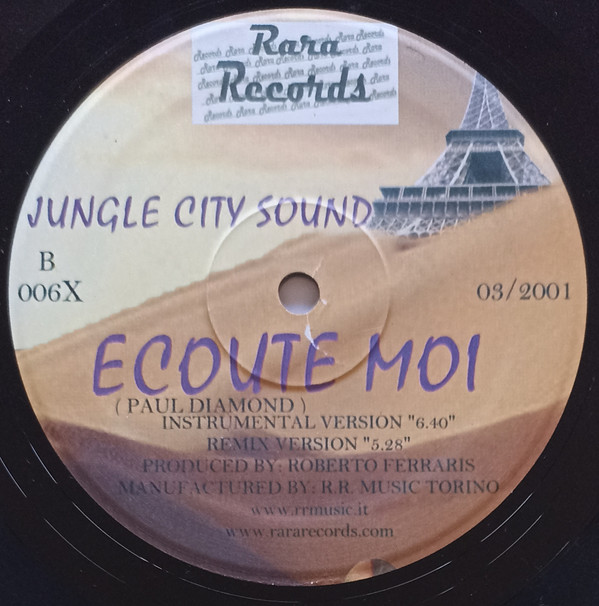 Rara
Records
JUNGLE CITY SOUND
B
006X
03/2001
ECOUTE MOI
( PAUL DIAMOND )
INSTRUMENTAL VERSION "6.40"
REMIX VERSION "5.28"
PRODUCED BY: ROBERTO FERRARIS
MANUFACTURED BY: R.R. MUSIC TORINO
www.rrmusic.it
www.rararecords.com